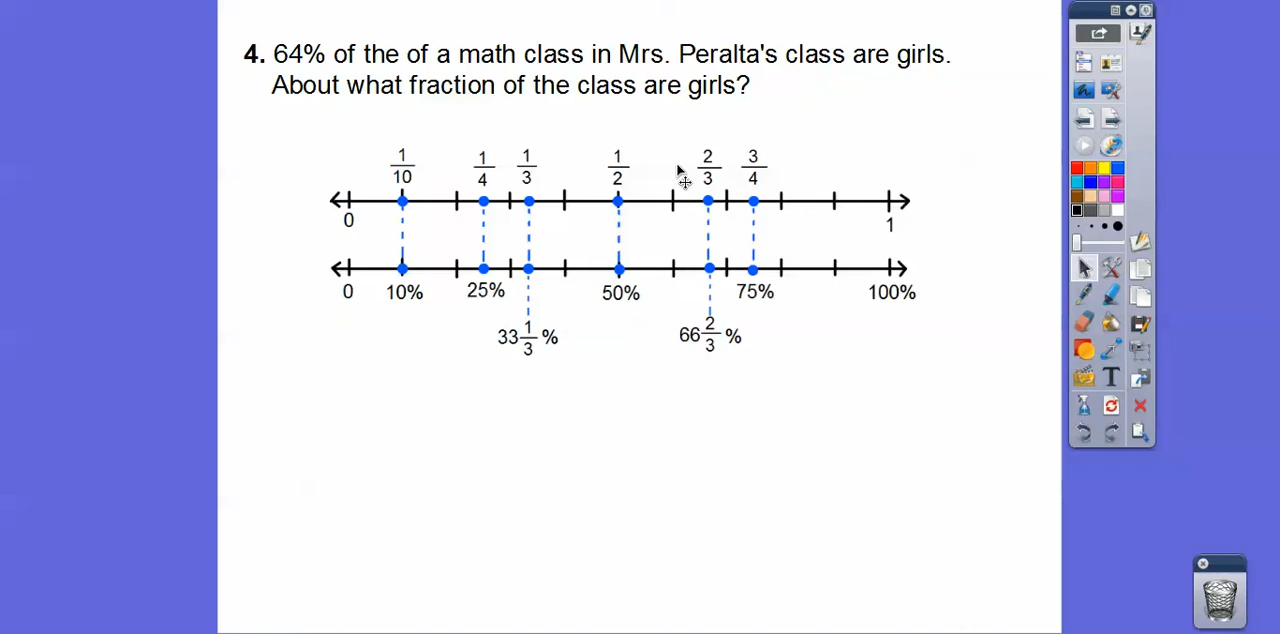 4. 64% of the of a math class in Mrs. Peralta's class are girls.
About what fraction of the class are girls?
1/10 1/4 1/3 1/2 2/3 3/4
0 1
0 10% 25% 50% 75% 100%
33 1/3 % 66 2/3 %
T